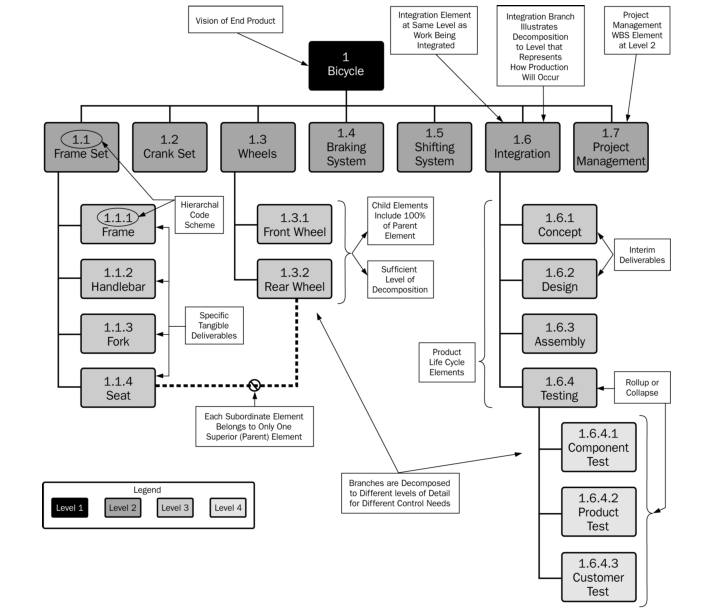 Vision of End Product
Integration Element
at Same Level as
Work Being
Integrated
Integration Branch
Illustrates
Decomposition
to Level that
Represents
How Production
Will Occur
Project
Management
WBS Element
at Level 2
1
Bicycle
1.1
Frame Set
1.2
Crank Set
1.3
Wheels
1.4
Braking
System
1.5
Shifting
System
1.6
Integration
1.7
Project
Management
Hierarchal
Code
Scheme
1.1.1
Frame
1.1.2
Handlebar
1.1.3
Fork
1.1.4
Seat
Specific
Tangible
Deliverables
1.3.1
Front Wheel
1.3.2
Rear Wheel
Child Elements
Include 100%
of Parent
Element
Sufficient
Level of
Decomposition
Each Subordinate Element
Belongs to Only One
Superior (Parent) Element
Product
Life Cycle
Elements
1.6.1
Concept
1.6.2
Design
1.6.3
Assembly
1.6.4
Testing
Interim
Deliverables
Rollup or
Collapse
1.6.4.1
Component
Test
1.6.4.2
Product
Test
1.6.4.3
Customer
Test
Branches are Decomposed
to Different levels of Detail
for Different Control Needs
Legend
Level 1
Level 2
Level 3
Level 4